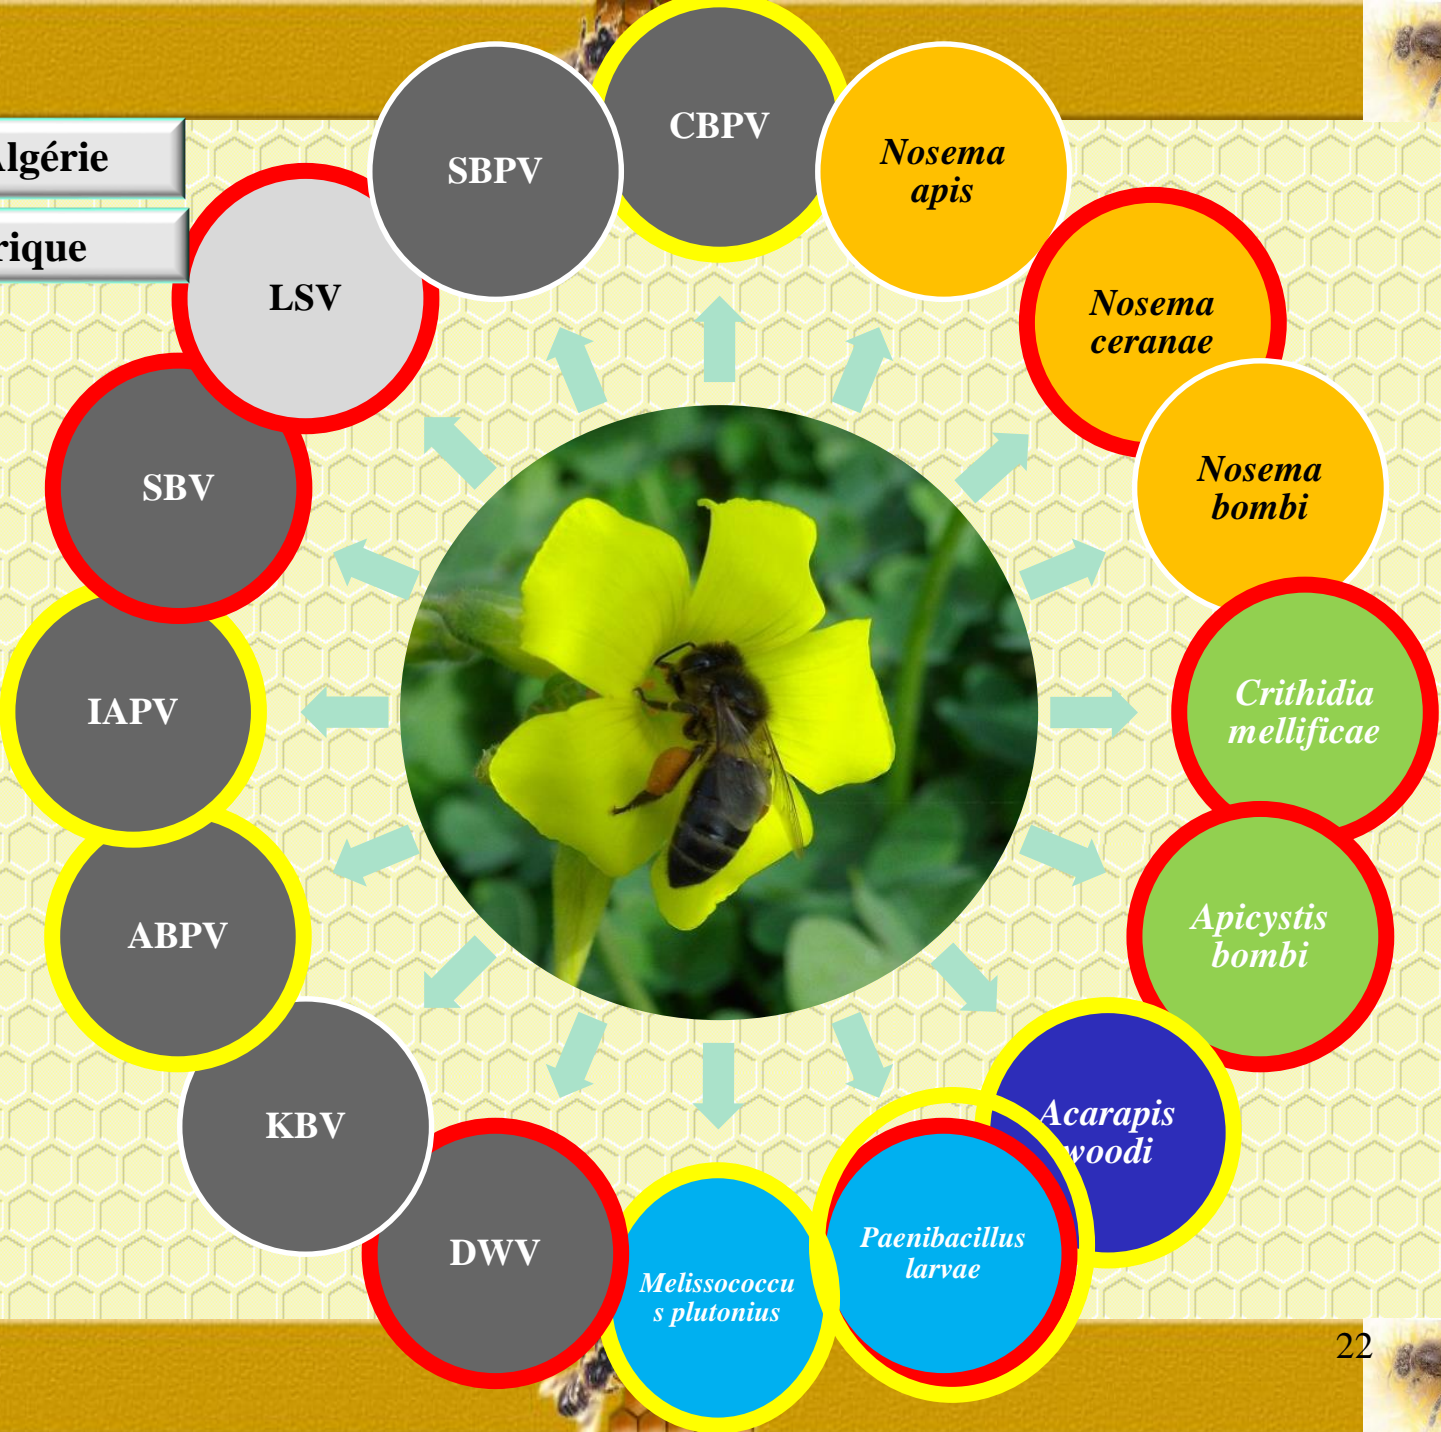 CBPV
Nosema
apis
Nosema
ceranae
Nosema
bombi
Crithidia
mellificae
Apicystis
bombi
Acarapis
woodi
Paenibacillus
larvae
Melissococcu
s plutonius
DWV
KBV
ABPV
IAPV
SBV
LSV
SBPV
lgérie
rique
22